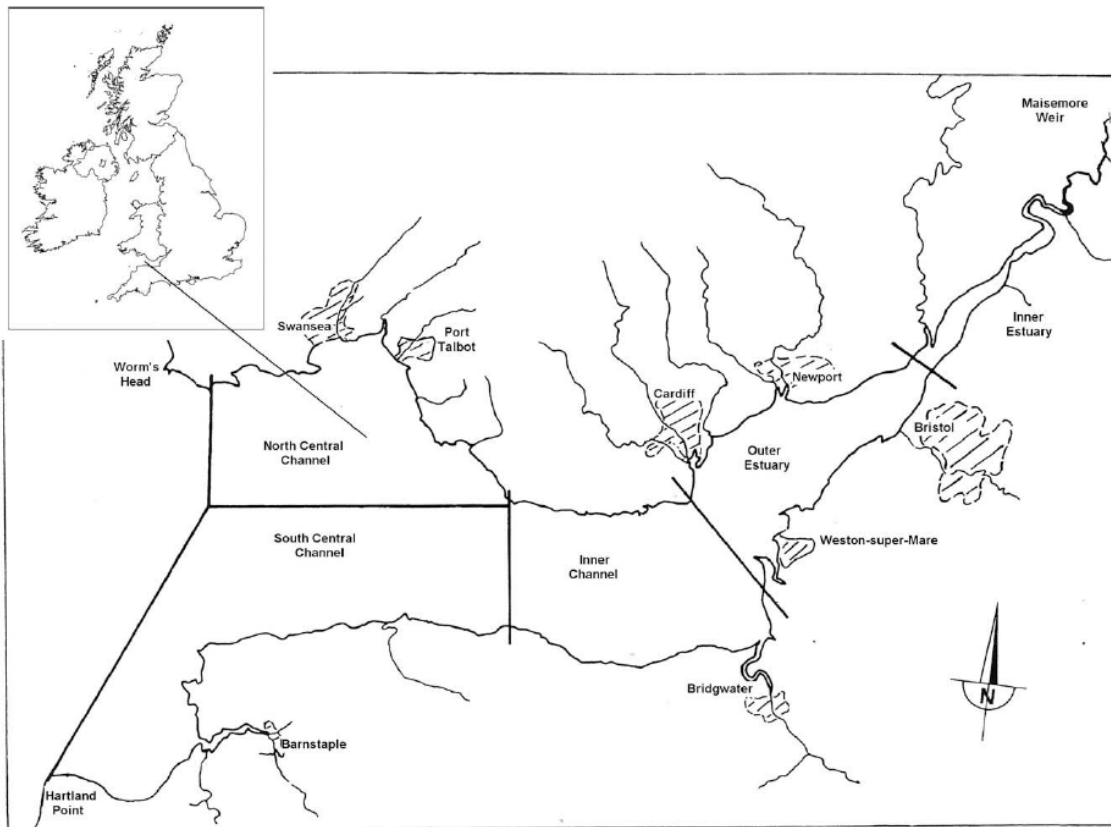 Maisemore
Weir
Swansea
Port
Talbot
Inner
Estuary
Worm's
Head
Newport
Cardiff
Bristol
North Central
Channel
Outer
Estuary
South Central
Channel
Weston-super-Mare
Inner
Channel
Bridgwater
N
Barnstaple
Hartland
Point